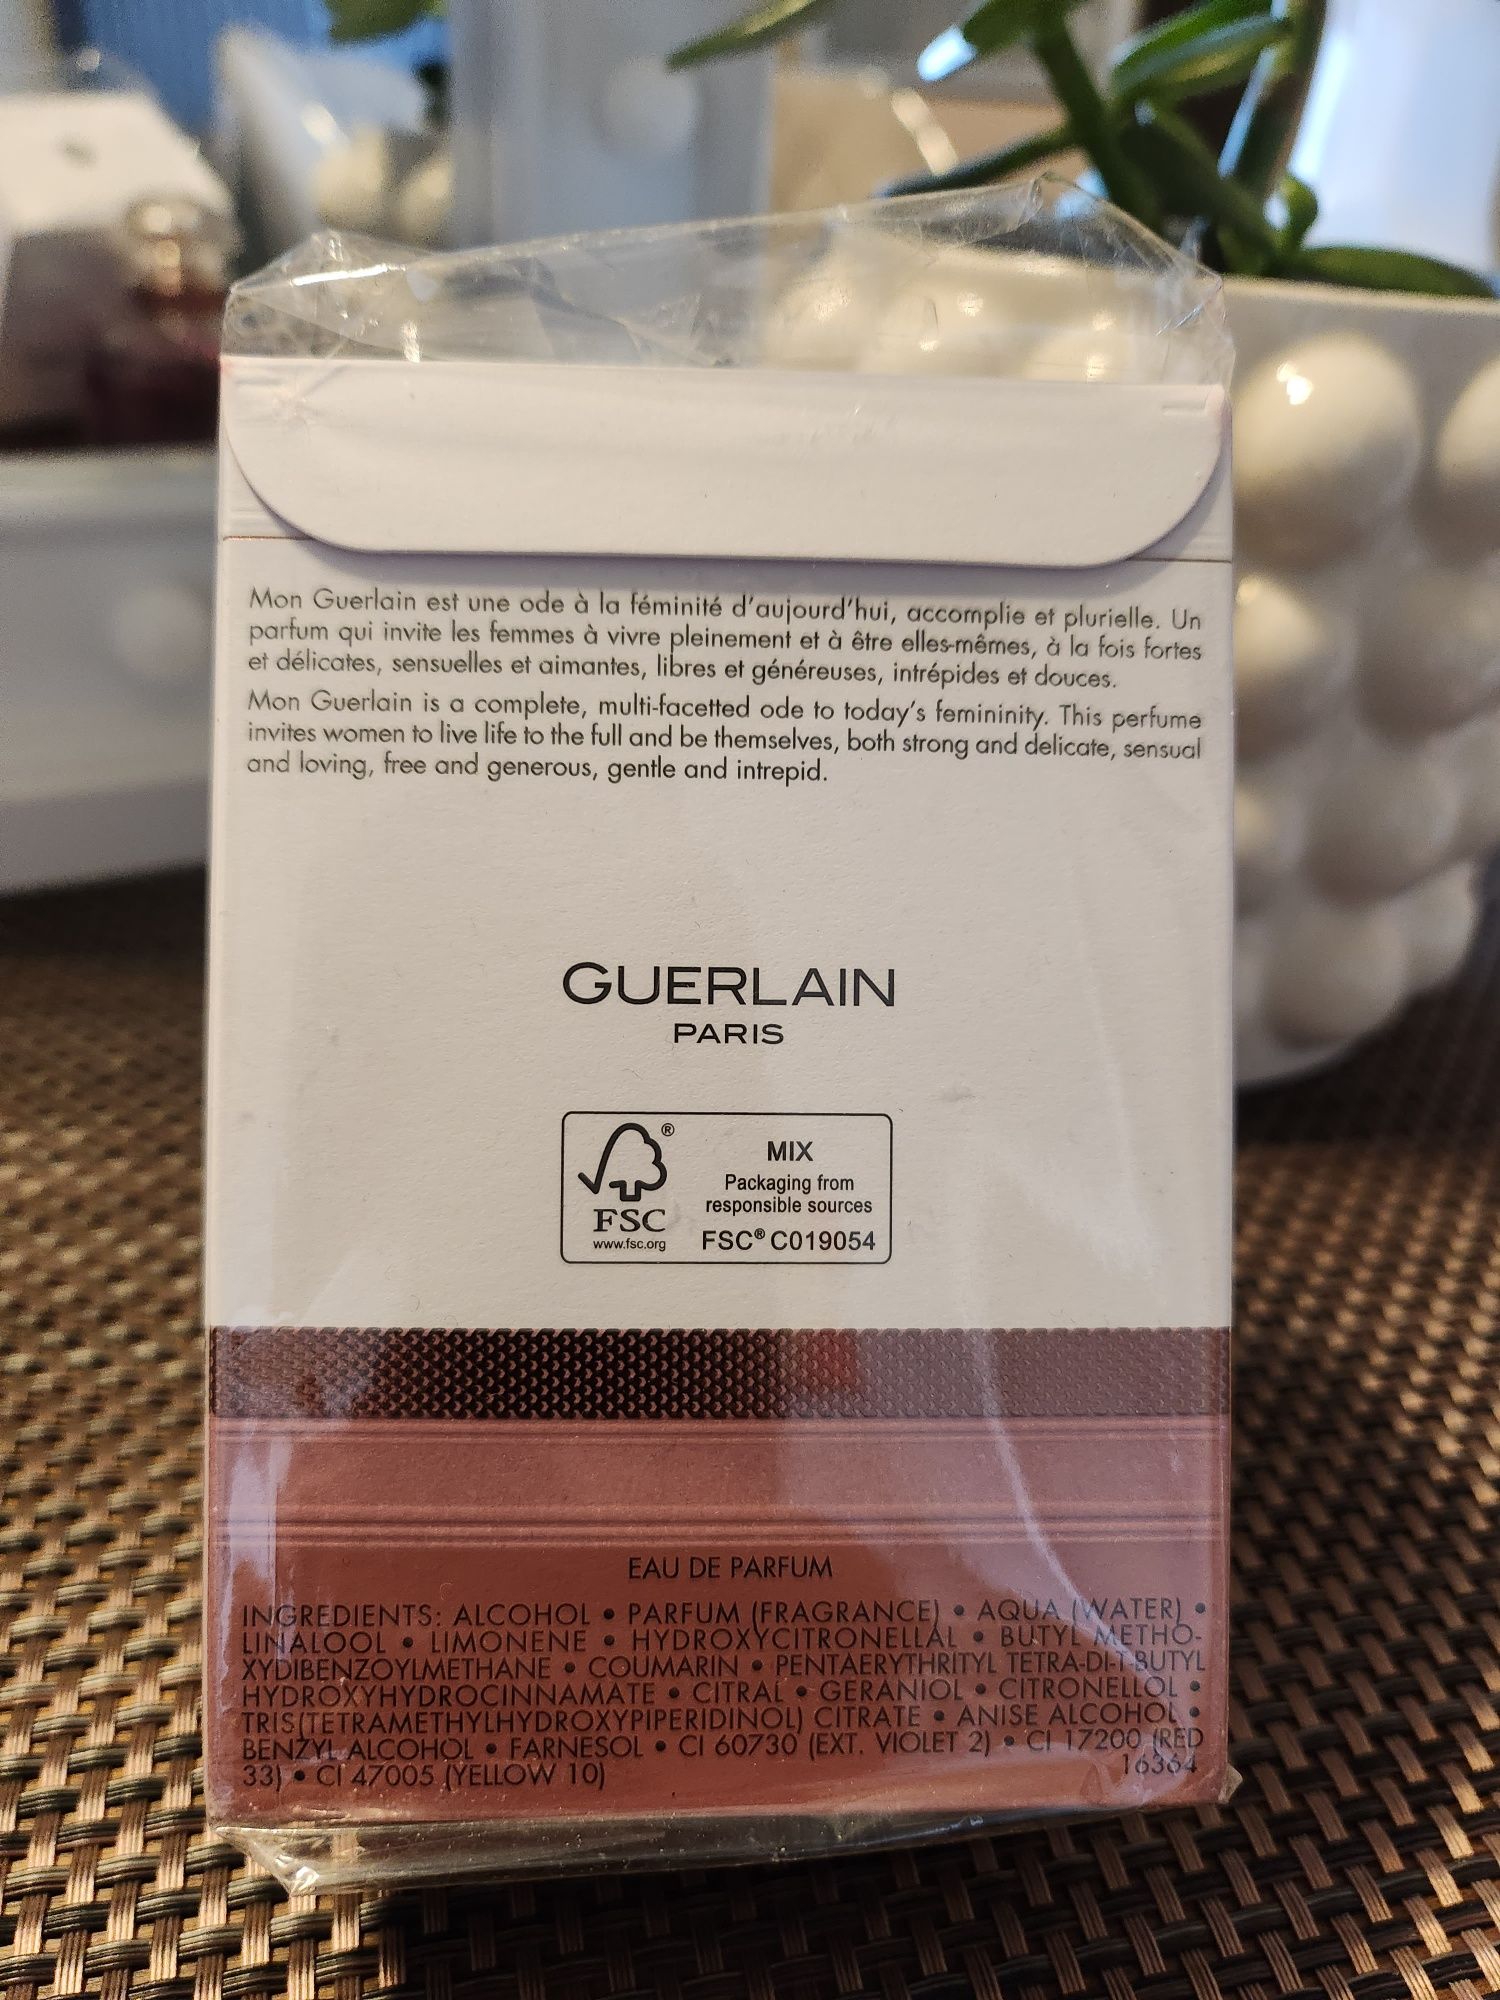 Mon Guerlain est une ode à la féminité d'aujourd'hui, accomplie et plurielle. Un
parfum qui invite les femmes à vivre pleinement et à être elles-mêmes, à la fois fortes
et délicates, sensuelles et aimantes, libres et généreuses, intrépides et douces.
Mon Guerlain is a complete, multi-facetted ode to today's femininity. This perfume
invites women to live life to the full and be themselves, both strong and delicate, sensual
and loving, free and generous, gentle and intrepid.
GUERLAIN
PARIS
®
FSC
www.fsc.org
MIX
Packaging from
responsible sources
FSC® C019054
EAU DE PARFUM
INGREDIENTS: ALCOHOL • PARFUM (FRAGRANCE) • AQUA (WATER) •
LINALOOL • LIMONENE • HYDROXYCITRONELLAL • BUTYL METHO-
XYDIBENZOYLMETHANE • COUMARIN • PENTAERYTHRITYL TETRA-DI-T-BUTYL
HYDROXYHYDROCINNAMATE • CITRAL • GERANIOL • CITRONELLOL •
TRIS(TETRAMETHYLHYDROXYPIPERIDINOL) CITRATE • ANISE ALCOHOL •
BENZYL ALCOHOL • FARNESOL • CI 60730 (EXT. VIOLET 2) • CI 17200 (RED
33) • CI 47005 (YELLOW 10)
16364